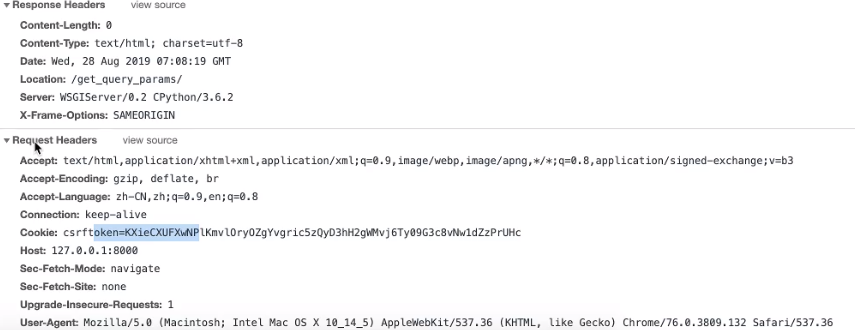 Response Headers view source
Content-Length: 0
Content-Type: text/html; charset=utf-8
Date: Wed, 28 Aug 2019 07:08:19 GMT
Location: /get_query_params/
Server: WSGIServer/0.2 CPython/3.6.2
X-Frame-Options: SAMEORIGIN
Request Headers view source
Accept: text/html,application/xhtml+xml,application/xml;q=0.9,image/webp,image/apng,*/*;q=0.8,application/signed-exchange;v=b3
Accept-Encoding: gzip, deflate, br
Accept-Language: zh-CN,zh;q=0.9,en;q=0.8
Connection: keep-alive
Cookie: csrftoken=KXieCXUFXwNPlKmvlOryOZgYvgric5zQyD3hH2gWMvj6Ty09G3c8vNw1dZzPrUHc
Host: 127.0.0.1:8000
Sec-Fetch-Mode: navigate
Sec-Fetch-Site: none
Upgrade-Insecure-Requests: 1
User-Agent: Mozilla/5.0 (Macintosh; Intel Mac OS X 10_14_5) AppleWebKit/537.36 (KHTML, like Gecko) Chrome/76.0.3809.132 Safari/537.36